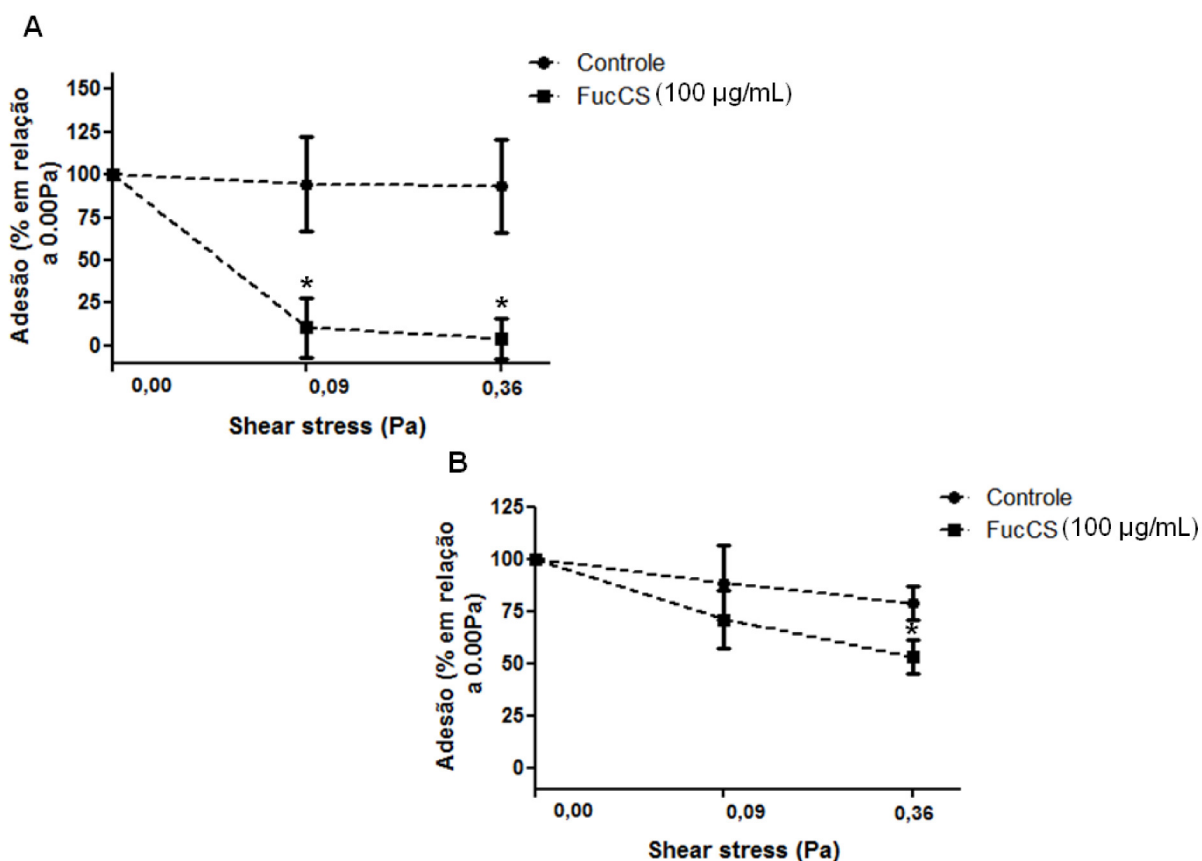 A
Controle
FucCS (100 µg/mL)
Adesão (% em relação
a 0.00Pa)
150
125
100
75
50
25
0
*
*
0,00
0,09
0,36
Shear stress (Pa)
B
Controle
FucCS (100 µg/mL)
Adesão (% em relação
a 0.00Pa)
125
100
75
50
25
0
*
0,00
0,09
0,36
Shear stress (Pa)